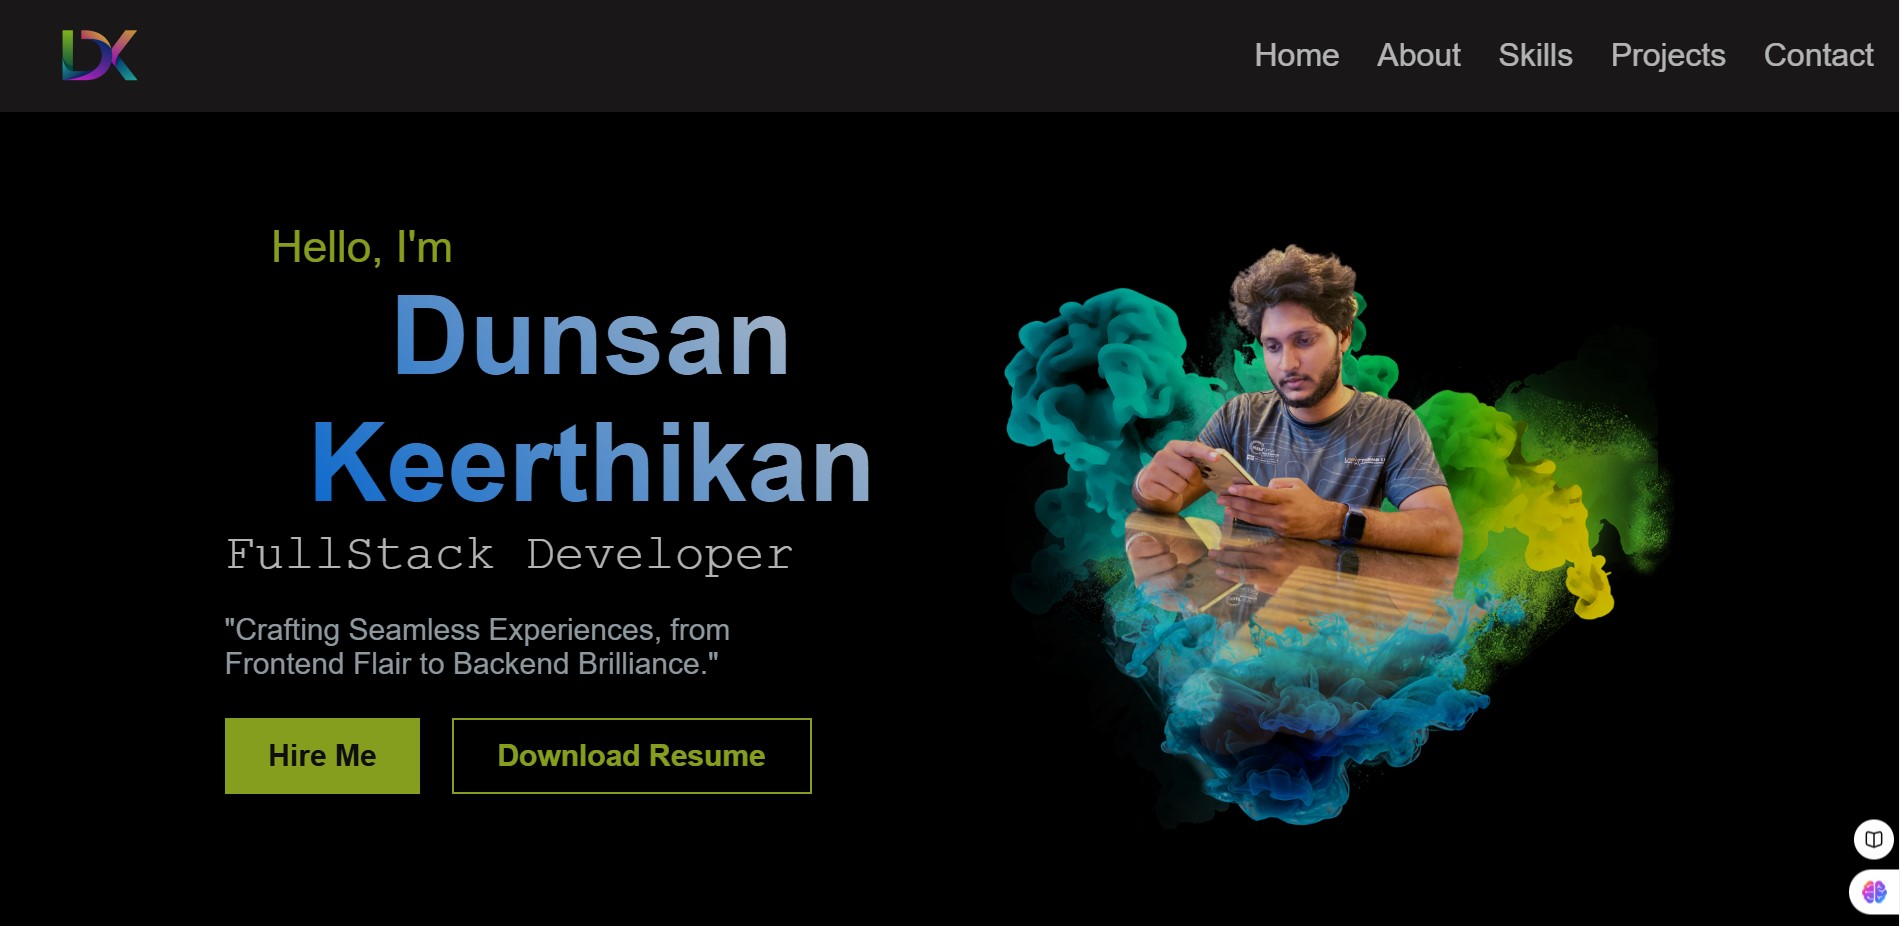 DK
Home About Skills Projects Contact
Hello, I'm
Dunsan
Keerthikan
FullStack Developer
"Crafting Seamless Experiences, from
Frontend Flair to Backend Brilliance."
Hire Me Download Resume